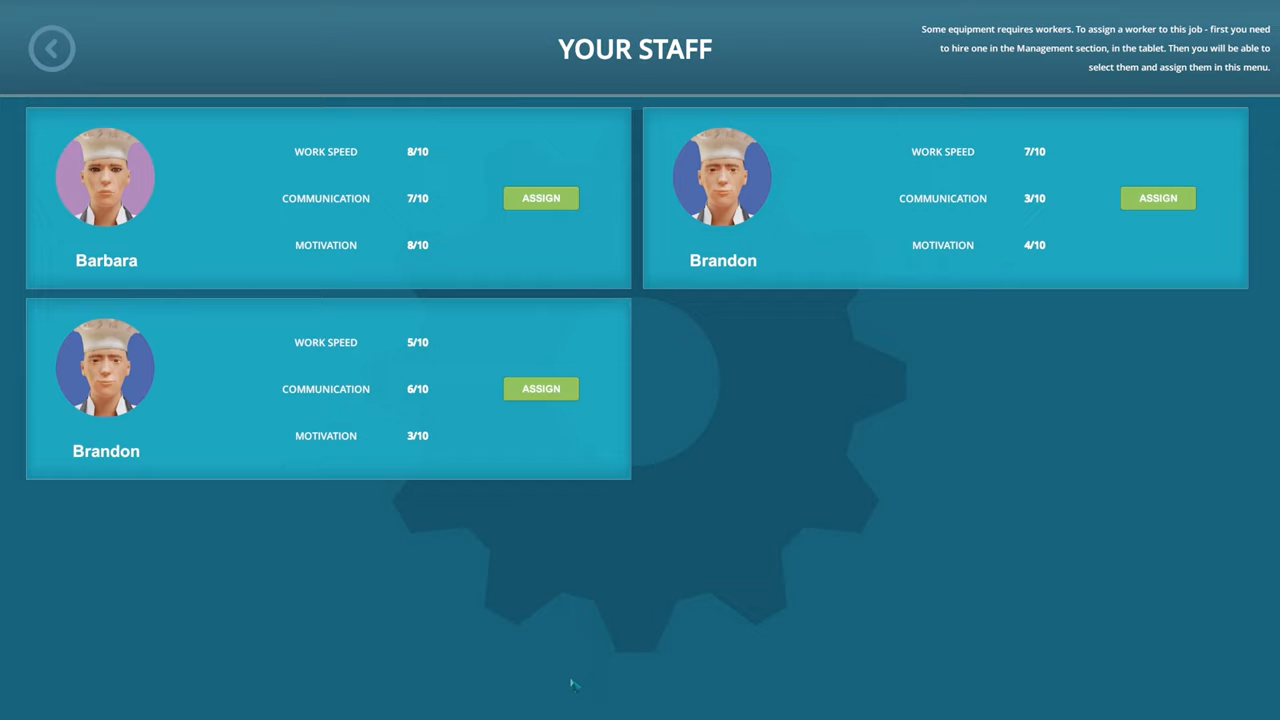 YOUR STAFF
Some equipment requires workers. To assign a worker to this job - first you need
to hire one in the Management section, in the tablet. Then you will be able to
select them and assign them in this menu.
WORK SPEED 8/10
COMMUNICATION 7/10
MOTIVATION 8/10
ASSIGN
Barbara
WORK SPEED 7/10
COMMUNICATION 3/10
MOTIVATION 4/10
ASSIGN
Brandon
WORK SPEED 5/10
COMMUNICATION 6/10
MOTIVATION 3/10
ASSIGN
Brandon